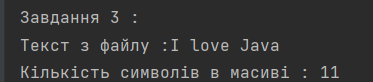 Завдання 3 :
Текст з файлу :I love Java
Кількість символів в масиві : 11